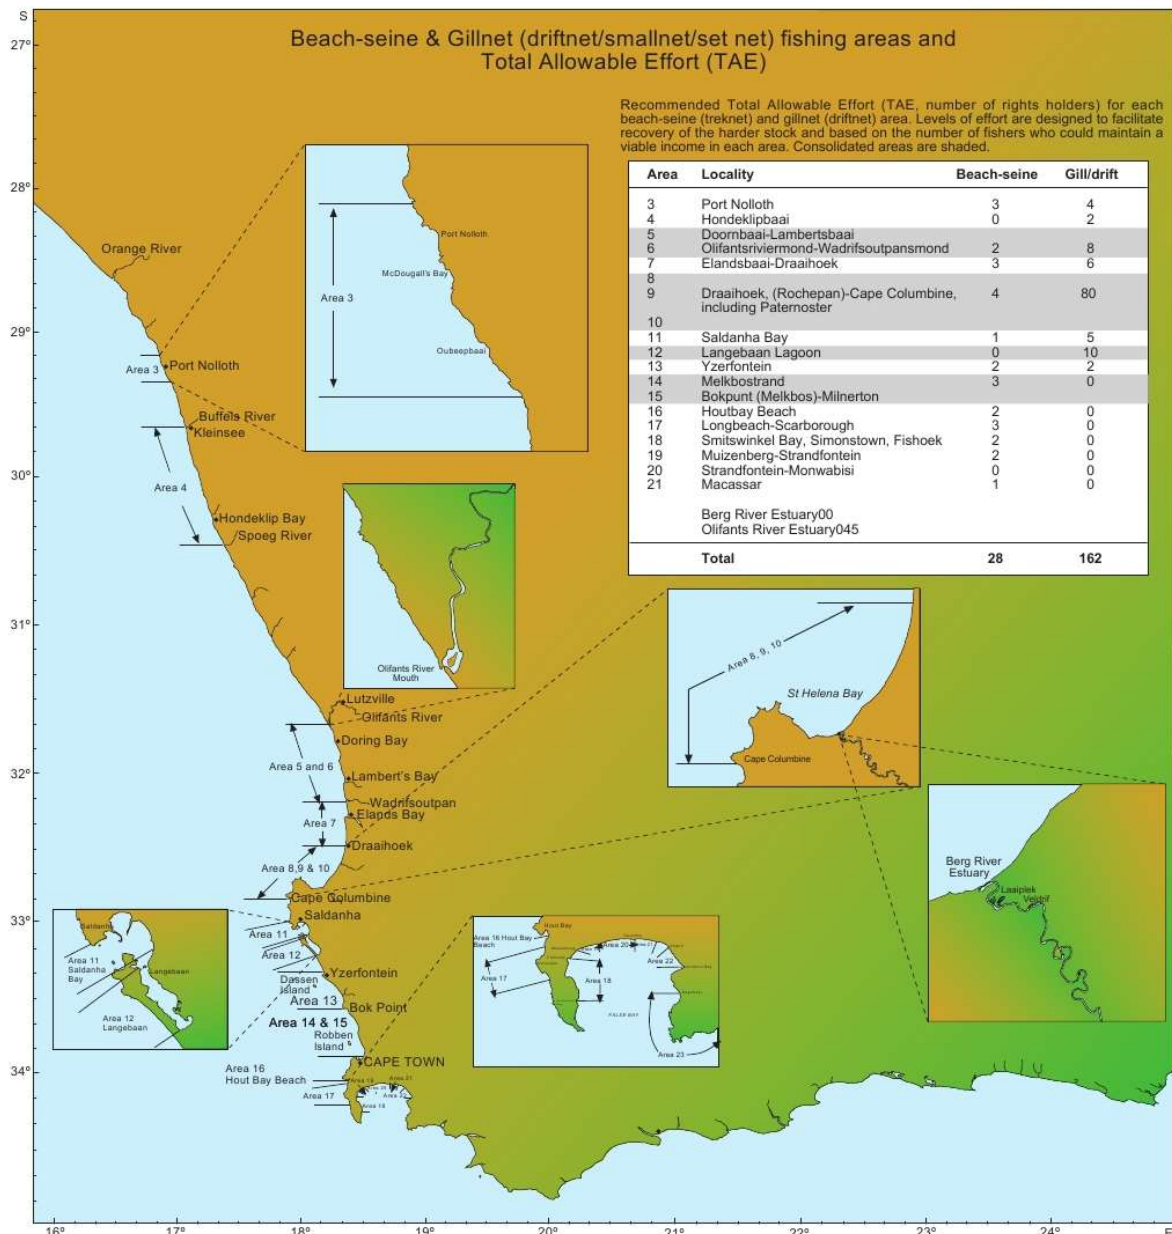 S
27°
28°
29°
30°
31°
32°
33°
34°
16°
17°
18°
19°
20°
21°
22°
23°
24°
E
Beach-seine & Gillnet (driftnet/smallnet/set net) fishing areas and
Total Allowable Effort (TAE)
Recommended Total Allowable Effort (TAE, number of rights holders) for each
beach-seine (treknet) and gillnet (driftnet) area. Levels of effort are designed to facilitate
recovery of the harder stock and based on the number of fishers who could maintain a
viable income in each area. Consolidated areas are shaded.
Area Locality Beach-seine Gill/drift
3 Port Nolloth 3 4
4 Hondeklipbaai 0 2
5 Doornbaai-Lambertsbaai
6 Olifantsriviermond-Wadrifsoutpansmond 2 8
7 Elandsbaai-Draaihoek 3 6
8
9 Draaihoek, (Rochepan)-Cape Columbine, 4 80
including Paternoster
10
11 Saldanha Bay 1 5
12 Langebaan Lagoon 0 10
13 Yzerfontein 2 2
14 Melkbostrand 3 0
15 Bokpunt (Melkbos)-Milnerton
16 Houtbay Beach 2 0
17 Longbeach-Scarborough 3 0
18 Smitswinkel Bay, Simonstown, Fishoek 2 0
19 Muizenberg-Strandfontein 2 0
20 Strandfontein-Monwabisi 0 0
21 Macassar 1 0
Berg River Estuary00
Olifants River Estuary045
Total 28 162
Port Nolloth
McDougall's Bay
Area 3
Oubeepbaai
Orange River
Area 3
Port Nolloth
Buffels River
Kleinsee
Area 4
Hondeklip Bay
Spoeg River
Olifants River
Mouth
Lutzville
Olifants River
Doring Bay
Area 5 and 6
Lambert's Bay
Wadrifsoutpan
Elands Bay
Area 7
Draaihoek
Area 8,9 & 10
Cape Columbine
Saldanha
Area 11
Area 12
Yzerfontein
Dassen
Island
Area 13
Bok Point
Area 14 & 15
Robben
Island
CAPE TOWN
Area 16
Hout Bay Beach
Area 17
Area 19
Area 21
Area 18
Area 8, 9, 10
St Helena Bay
Cape Columbine
Berg River
Estuary
Laaiplek
Veldrif
Saldanha
Area 11
Saldanha
Bay
Langebaan
Area 12
Langebaan
Hout Bay
Area 16 Hout Bay
Beach
Area 17
Area 20
Area 21
Area 22
Area 18
FALSE BAY
Area 23